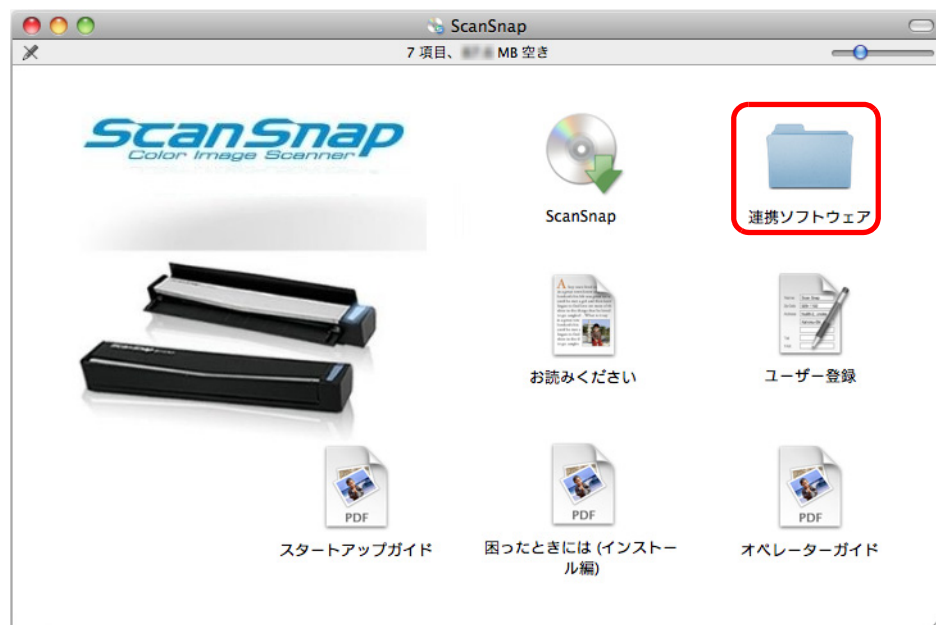 ScanSnap
7 項目、 MB 空き
ScanSnap
Color Image Scanner
ScanSnap
連携ソフトウェア
お読みください
ユーザー登録
PDF
PDF
PDF
スタートアップガイド
困ったときには (インストー
ル編)
オペレーターガイド